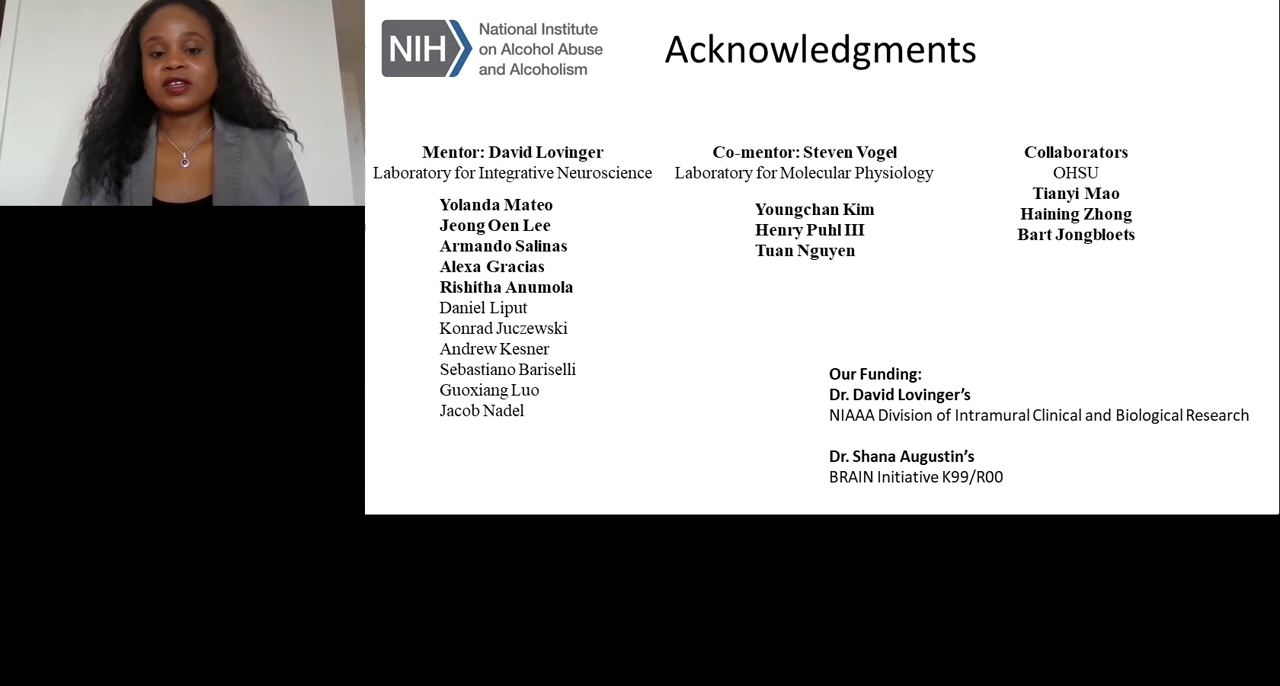 NIH
National Institute
on Alcohol Abuse
and Alcoholism
Acknowledgments
Mentor: David Lovinger
Laboratory for Integrative Neuroscience
Yolanda Mateo
Jeong Oen Lee
Armando Salinas
Alexa Gracias
Rishitha Anumola
Daniel Liput
Konrad Juczewski
Andrew Kesner
Sebastiano Bariselli
Guoxiang Luo
Jacob Nadel
Co-mentor: Steven Vogel
Laboratory for Molecular Physiology
Youngchan Kim
Henry Puhl III
Tuan Nguyen
Collaborators
OHSU
Tianyi Mao
Haining Zhong
Bart Jongbloets
Our Funding:
Dr. David Lovinger’s
NIAAA Division of Intramural Clinical and Biological Research
Dr. Shana Augustin’s
BRAIN Initiative K99/R00